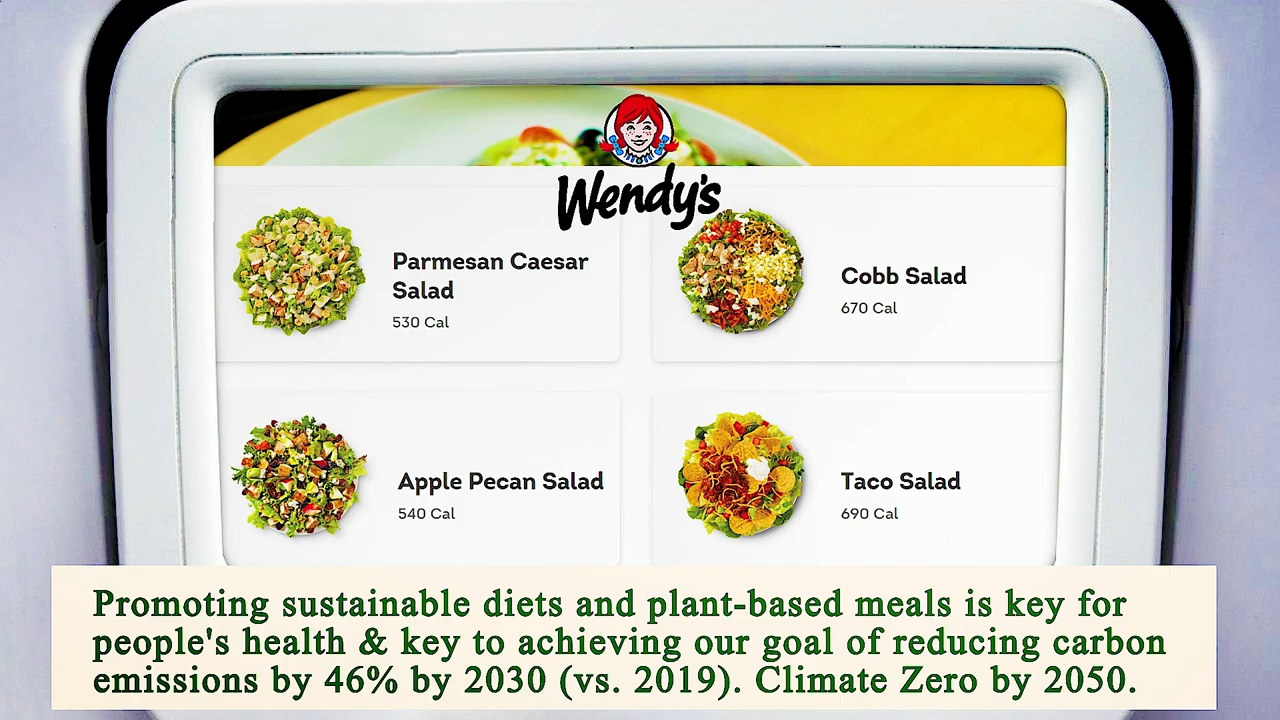 Wendy's
Parmesan Caesar
Salad
530 Cal
Cobb Salad
670 Cal
Apple Pecan Salad
540 Cal
Taco Salad
690 Cal
Promoting sustainable diets and plant-based meals is key for
people's health & key to achieving our goal of reducing carbon
emissions by 46% by 2030 (vs. 2019). Climate Zero by 2050.